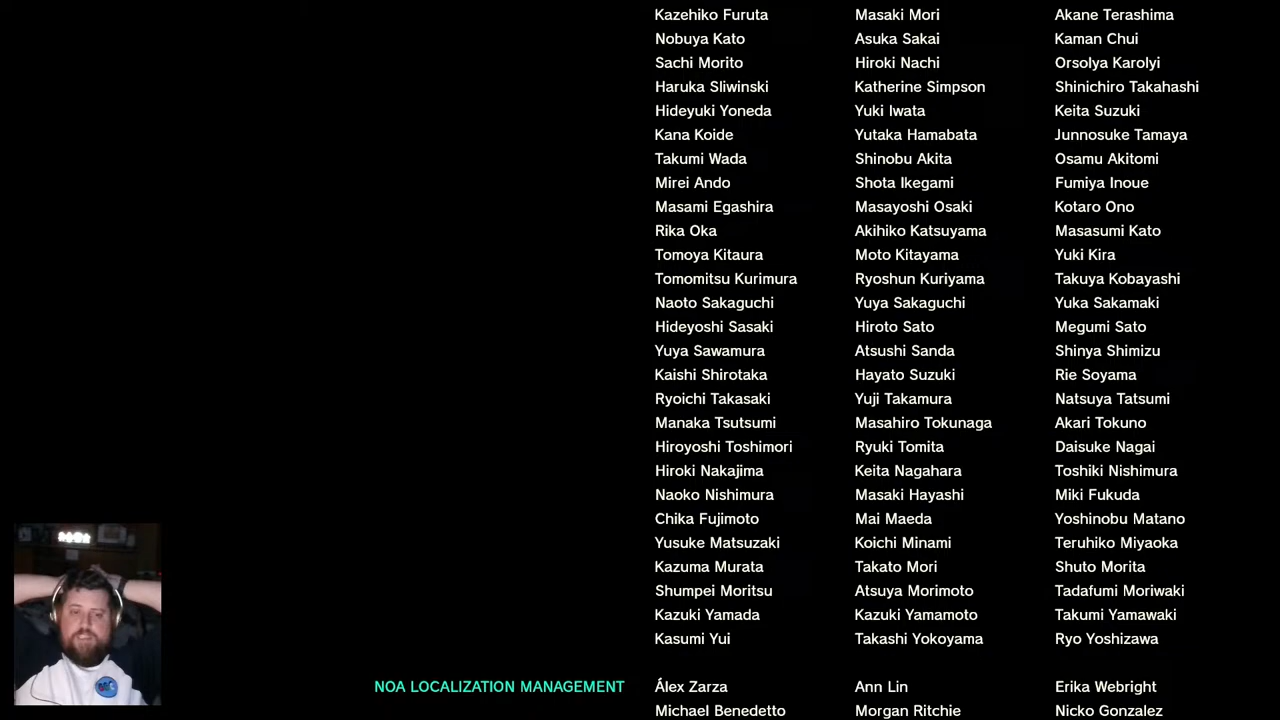 Kazehiko Furuta Masaki Mori Akane Terashima
Nobuya Kato Asuka Sakai Kaman Chui
Sachi Morito Hiroki Nachi Orsolya Karolyi
Haruka Sliwinski Katherine Simpson Shinichiro Takahashi
Hideyuki Yoneda Yuki Iwata Keita Suzuki
Kana Koide Yutaka Hamabata Junnosuke Tamaya
Takumi Wada Shinobu Akita Osamu Akitomi
Mirei Ando Shota Ikegami Fumiya Inoue
Masami Egashira Masayoshi Osaki Kotaro Ono
Rika Oka Akihiko Katsuyama Masasumi Kato
Tomoya Kitaura Moto Kitayama Yuki Kira
Tomomitsu Kurimura Ryoshun Kuriyama Takuya Kobayashi
Naoto Sakaguchi Yuya Sakaguchi Yuka Sakamaki
Hideyoshi Sasaki Hiroto Sato Megumi Sato
Yuya Sawamura Atsushi Sanda Shinya Shimizu
Kaishi Shirotaka Hayato Suzuki Rie Soyama
Ryoichi Takasaki Yuji Takamura Natsuya Tatsumi
Manaka Tsutsumi Masahiro Tokunaga Akari Tokuno
Hiroyoshi Toshimori Ryuki Tomita Daisuke Nagai
Hiroki Nakajima Keita Nagahara Toshiki Nishimura
Naoko Nishimura Masaki Hayashi Miki Fukuda
Chika Fujimoto Mai Maeda Yoshinobu Matano
Yusuke Matsuzaki Koichi Minami Teruhiko Miyaoka
Kazuma Murata Takato Mori Shuto Morita
Shumpei Moritsu Atsuya Morimoto Tadafumi Moriwaki
Kazuki Yamada Kazuki Yamamoto Takumi Yamawaki
Kasumi Yui Takashi Yokoyama Ryo Yoshizawa
NOA LOCALIZATION MANAGEMENT Álex Zarza Ann Lin Erika Webright
Michael Benedetto Morgan Ritchie Nicko Gonzalez